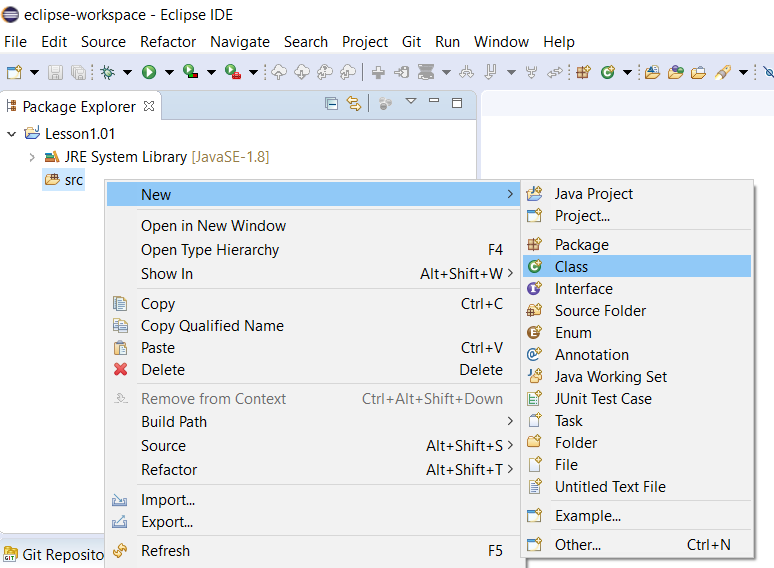 eclipse-workspace - Eclipse IDE
File Edit Source Refactor Navigate Search Project Git Run Window Help
Package Explorer
Lesson1.01
JRE System Library [JavaSE-1.8]
src
New
Open in New Window
Open Type Hierarchy F4
Show In Alt+Shift+W
Copy Ctrl+C
Copy Qualified Name
Paste Ctrl+V
Delete Delete
Remove from Context Ctrl+Alt+Shift+Down
Build Path
Source Alt+Shift+S
Refactor Alt+Shift+T
Import...
Export...
Refresh F5
Java Project
Project...
Package
Class
Interface
Source Folder
Enum
Annotation
Java Working Set
JUnit Test Case
Task
Folder
File
Untitled Text File
Example...
Other... Ctrl+N
GIT Git Reposito